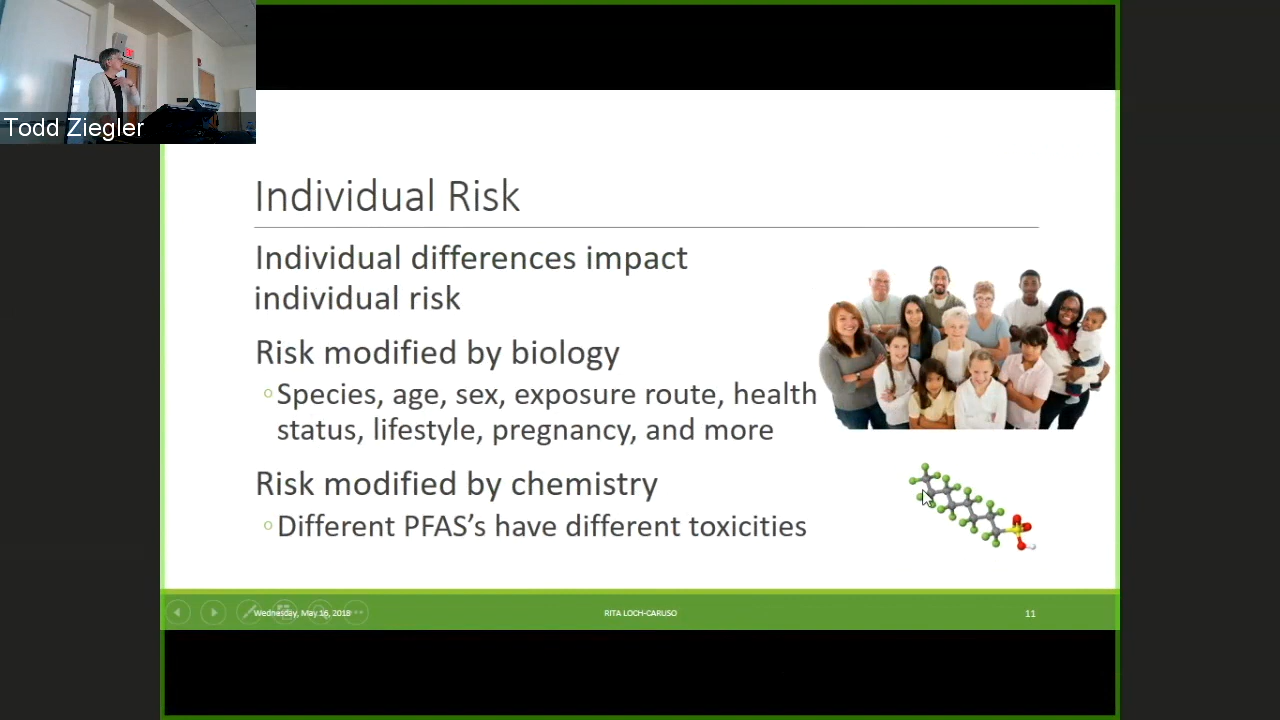 Todd Ziegler
Individual Risk
Individual differences impact
individual risk
Risk modified by biology
Species, age, sex, exposure route, health
status, lifestyle, pregnancy, and more
Risk modified by chemistry
Different PFAS's have different toxicities
Wednesday, May 16, 2018
RITA LOCH-CARUSO
11